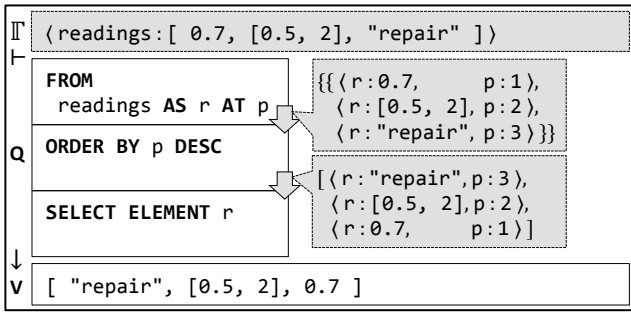 Γ ⟨readings:[ 0.7, [0.5, 2], "repair" ]⟩
⊢
FROM
readings AS r AT p
{{⟨r:0.7, p:1⟩,
⟨r:[0.5, 2], p:2⟩,
⟨r:"repair", p:3⟩}}
Q
ORDER BY p DESC
[⟨r:"repair",p:3⟩,
⟨r:[0.5, 2],p:2⟩,
⟨r:0.7, p:1⟩]
SELECT ELEMENT r
↓
V [ "repair", [0.5, 2], 0.7 ]